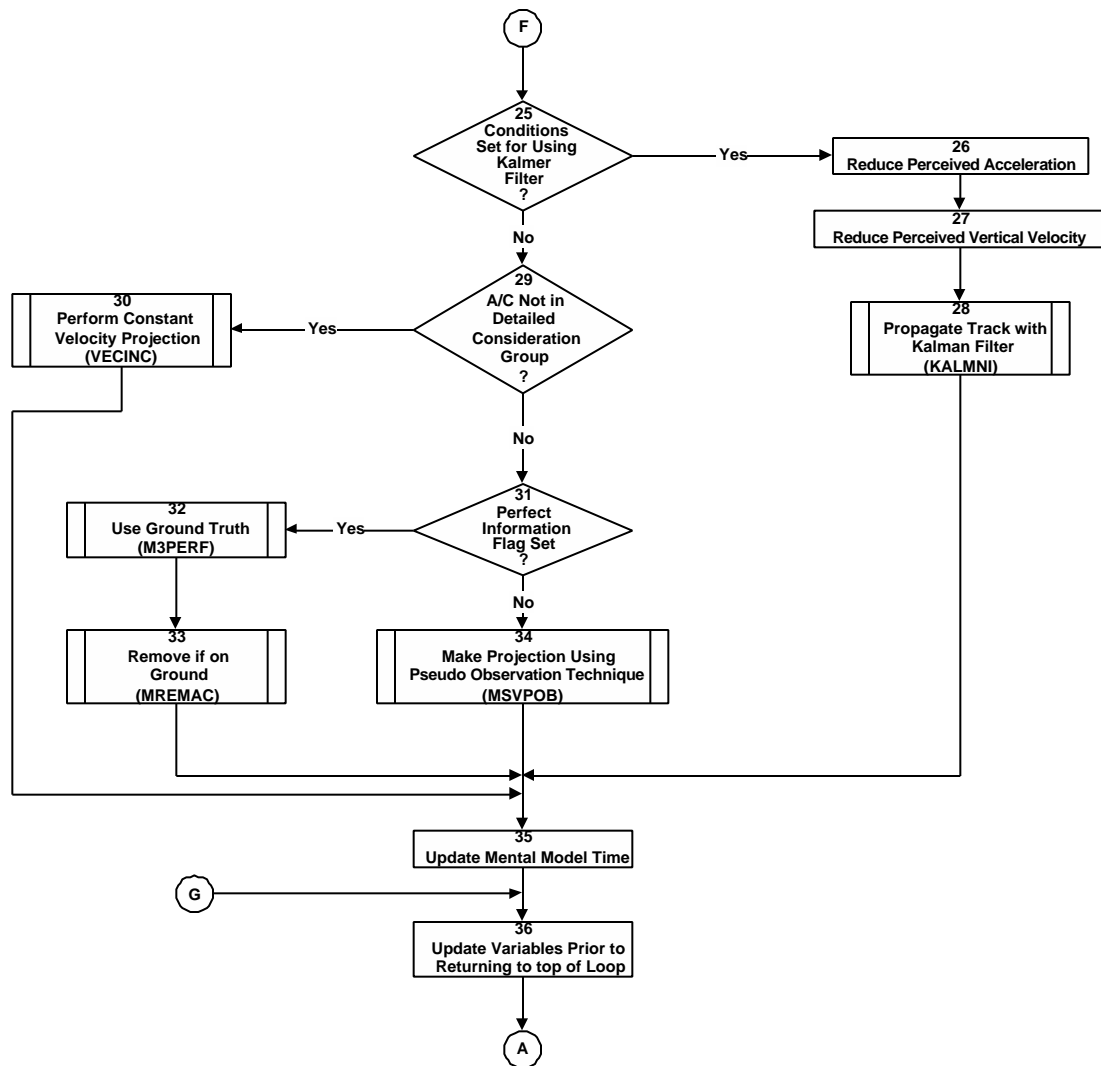 F
25
Conditions
Set for Using
Kalmer
Filter
?
Yes
26
Reduce Perceived Acceleration
27
Reduce Perceived Vertical Velocity
28
Propagate Track with
Kalman Filter
(KALMNI)
No
29
A/C Not in
Detailed
Consideration
Group
?
Yes
30
Perform Constant
Velocity Projection
(VECINC)
No
31
Perfect
Information
Flag Set
?
Yes
32
Use Ground Truth
(M3PERF)
33
Remove if on
Ground
(MREMAC)
No
34
Make Projection Using
Pseudo Observation Technique
(MSVPOB)
35
Update Mental Model Time
G
36
Update Variables Prior to
Returning to top of Loop
A